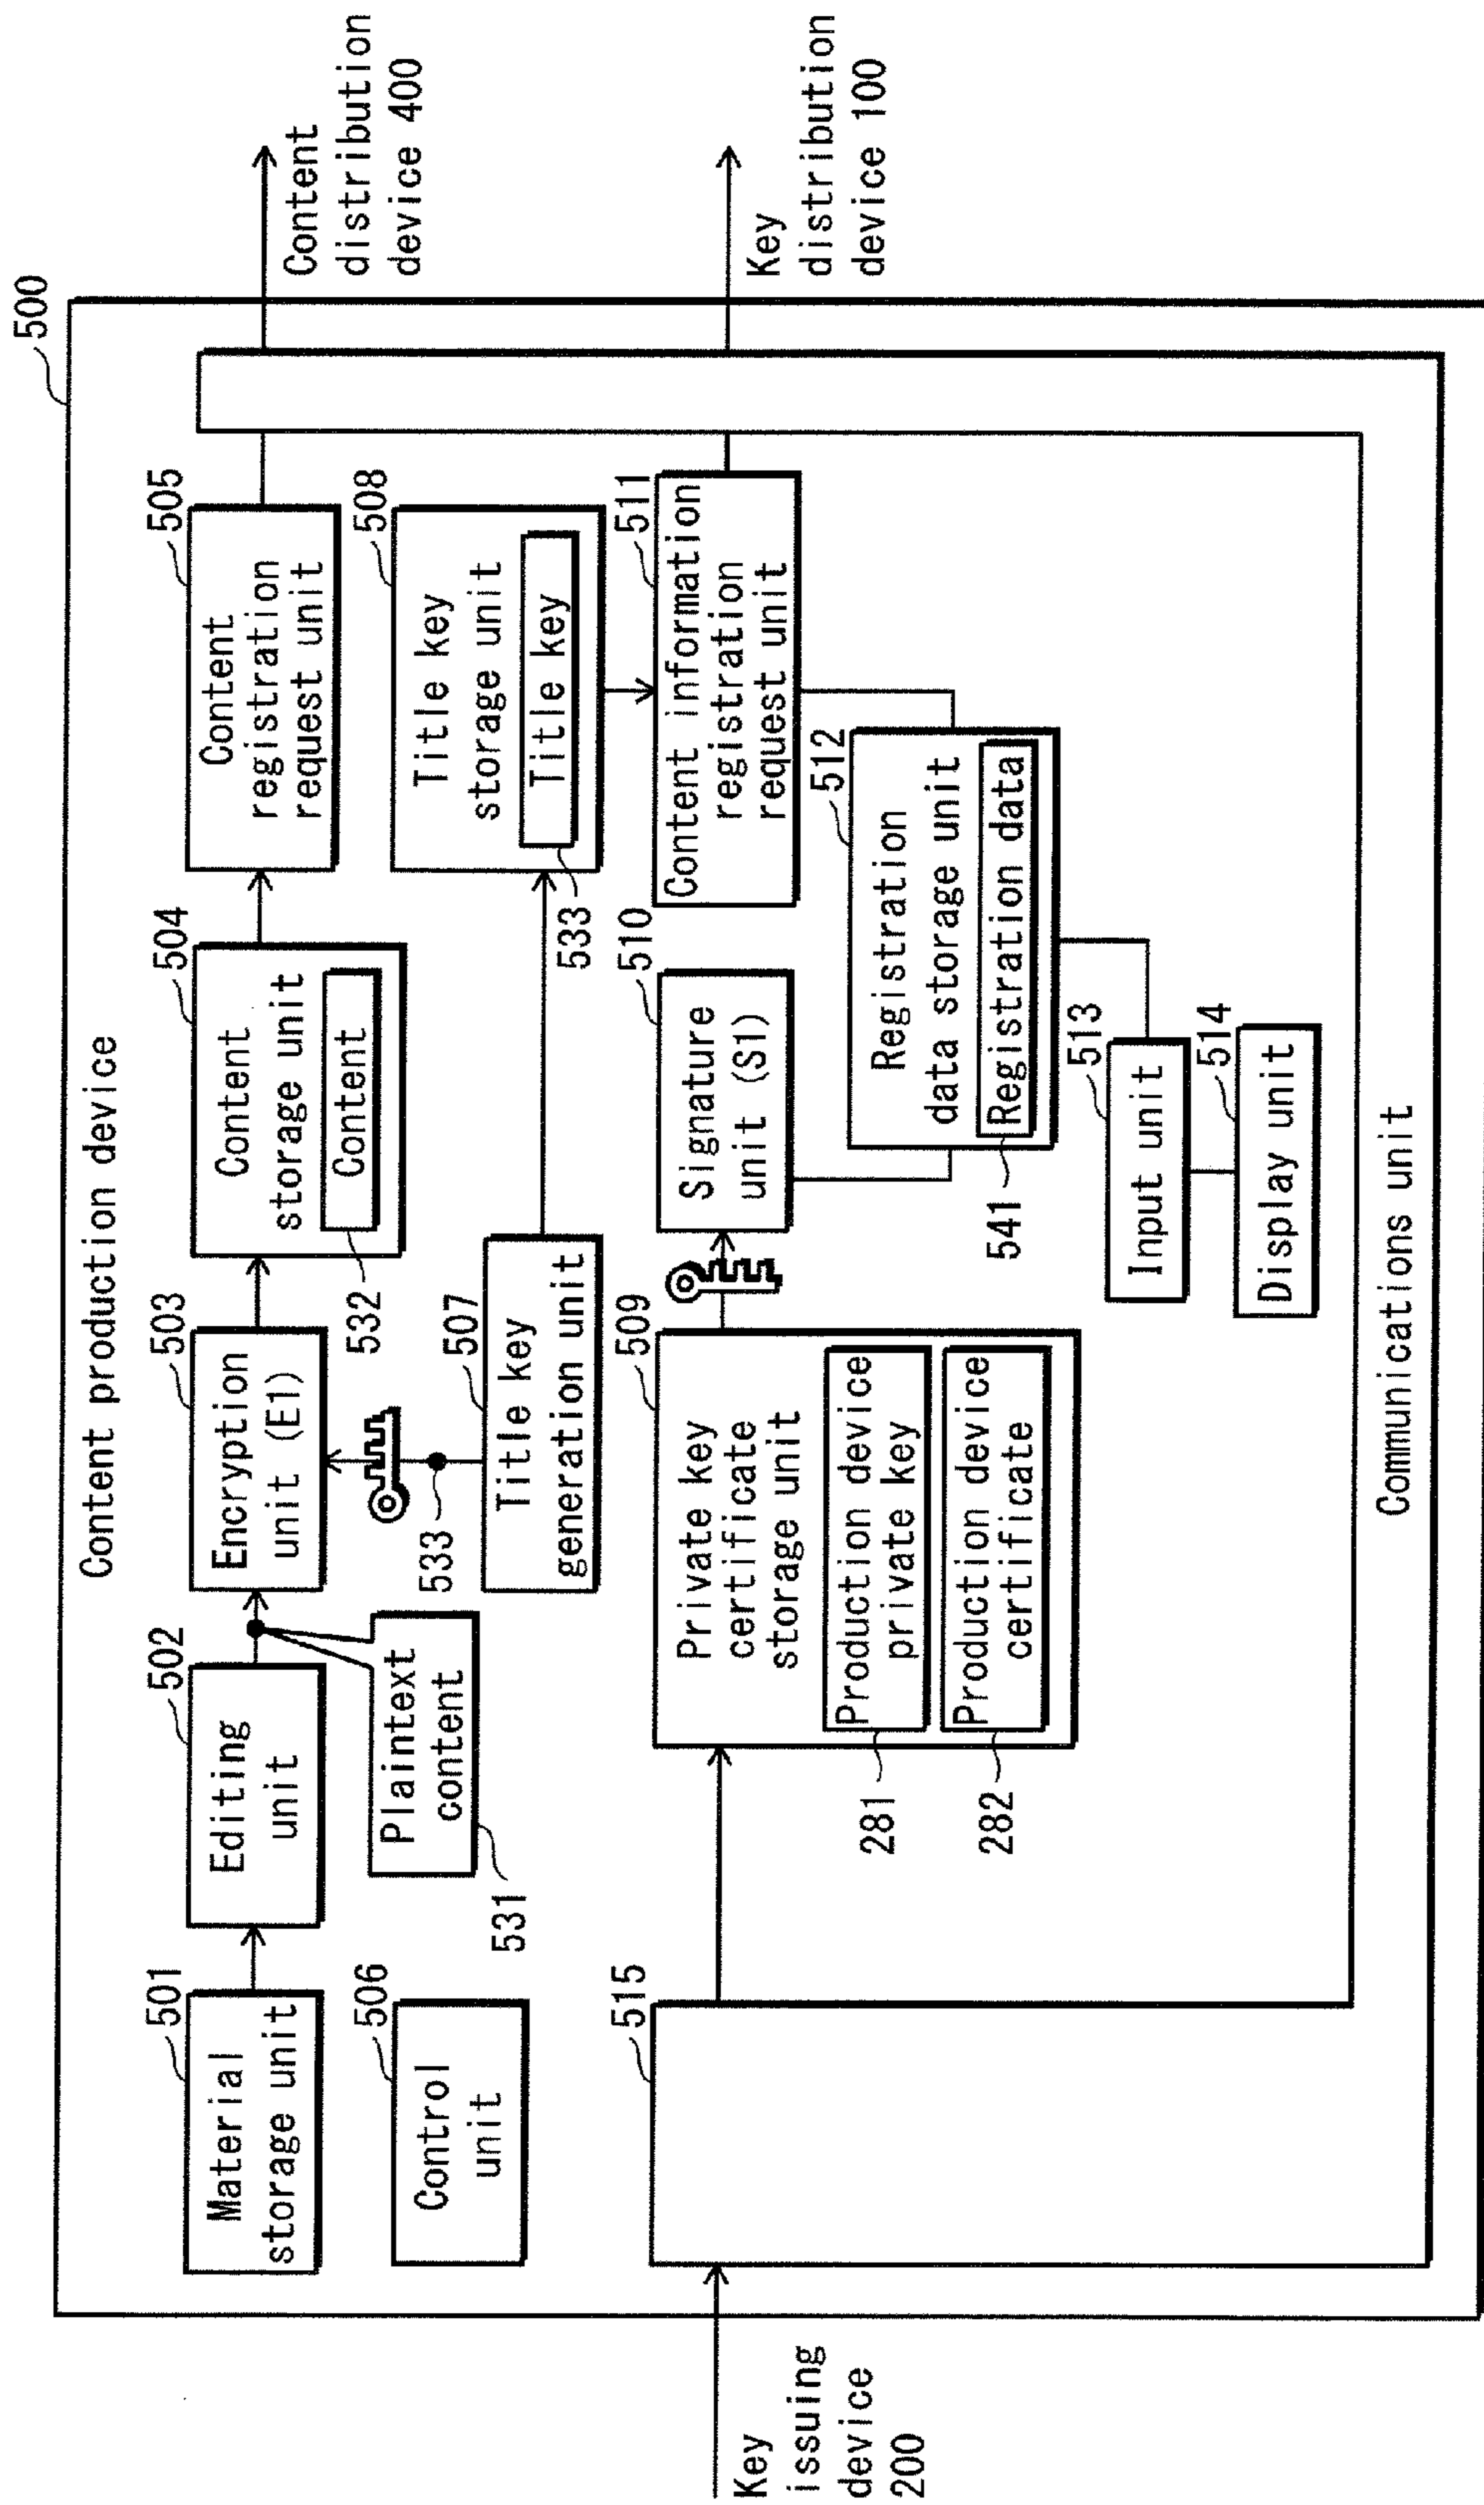 500
Content production device
501
Material
storage unit
502
Editing
unit
503
Encryption
unit (E1)
504
Content
storage unit
Content
532
505
Content
registration
request unit
Content
distribution
device 400
Plaintext
content
531
533
506
Control
unit
507
Title key
generation unit
508
Title key
storage unit
Title key
533
Key
issuing
device
200
515
509
Private key
certificate
storage unit
Production device
private key
281
Production device
certificate
282
510
Signature
unit (S1)
511
Content information
registration
request unit
Key
distribution
device 100
512
Registration
data storage unit
Registration data
541
513
Input unit
514
Display unit
Communications unit